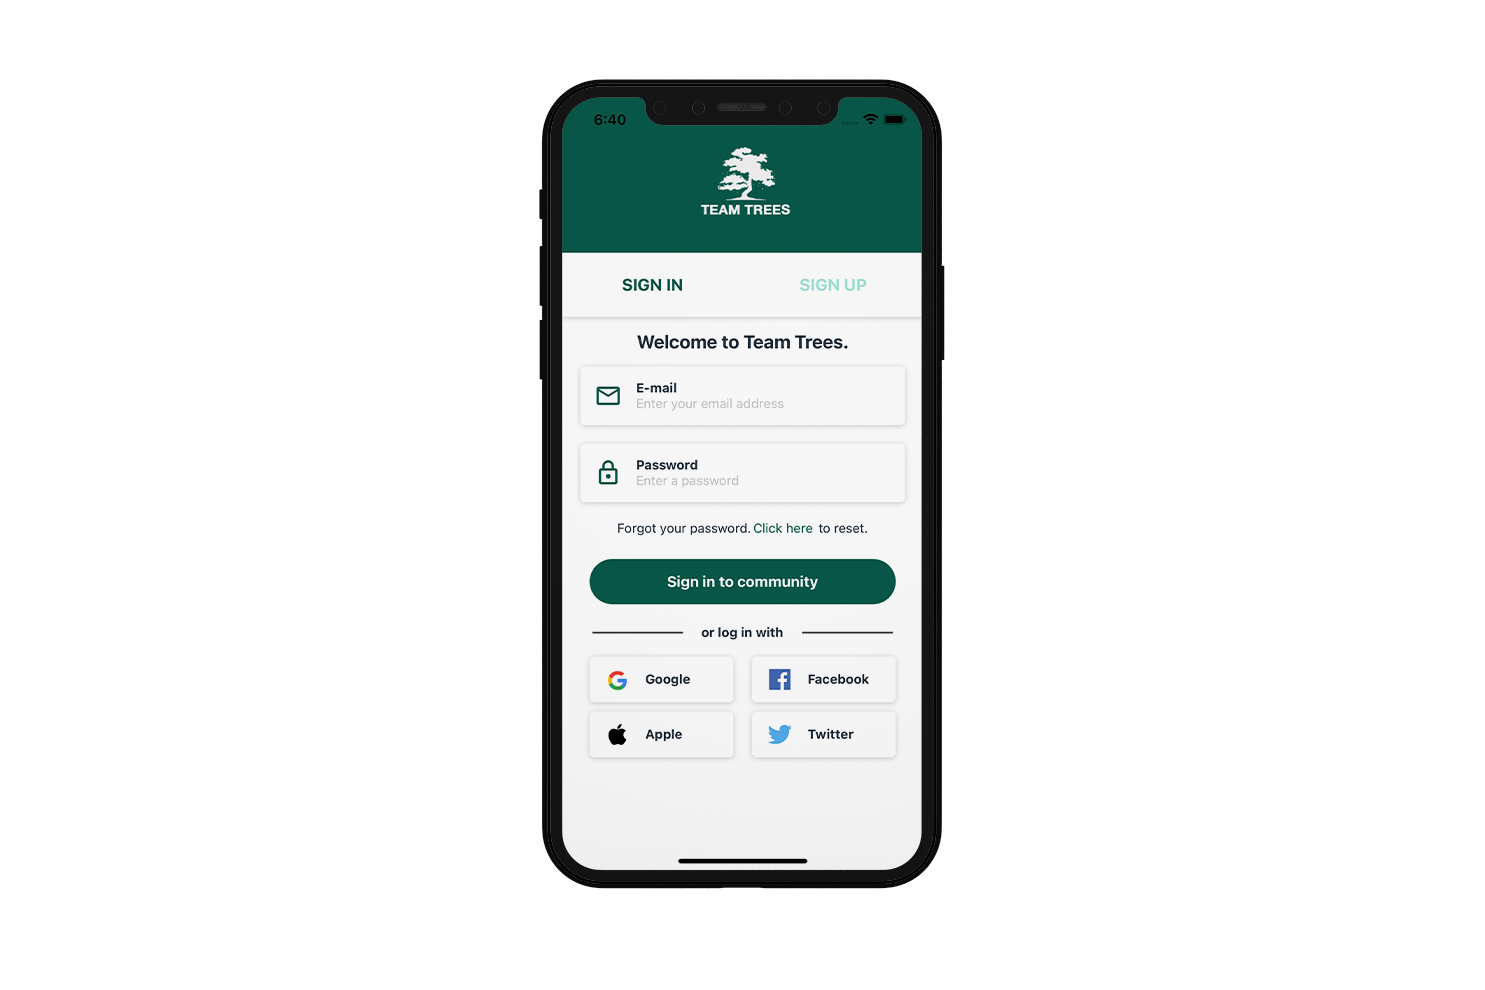 6:40
TEAM TREES
SIGN IN SIGN UP
Welcome to Team Trees.
E-mail
Enter your email address
Password
Enter a password
Forgot your password. Click here to reset.
Sign in to community
or log in with
Google Facebook
Apple Twitter